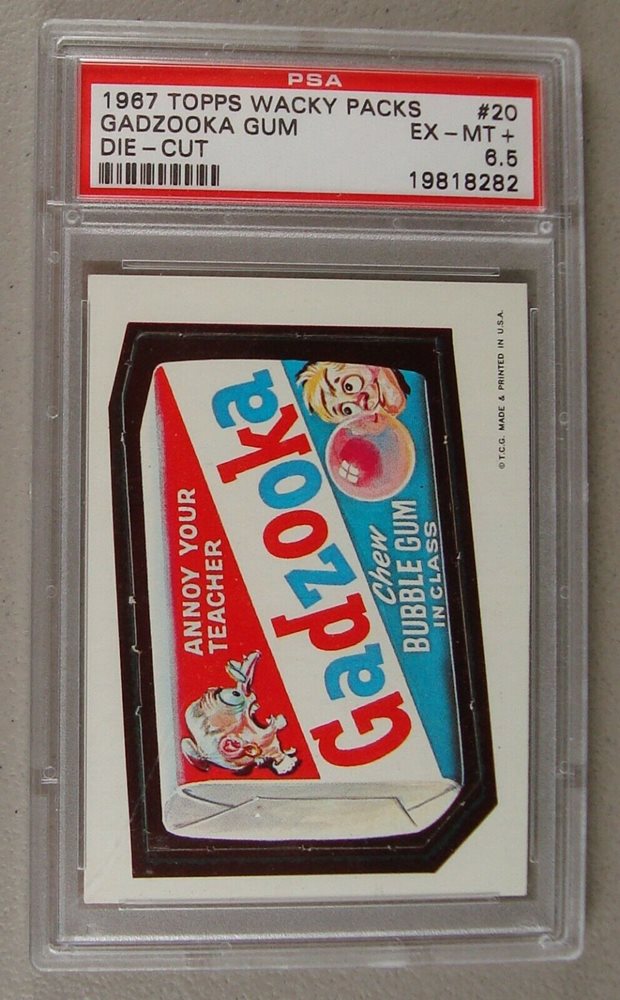 PSA
1967 TOPPS WACKY PACKS #20
GADZOOKA GUM EX-MT+
DIE-CUT 6.5
19818282
ANNOY YOUR
TEACHER
Gadzooka
Chew
BUBBLE GUM
IN CLASS
© T.C.G. MADE & PRINTED IN U.S.A.